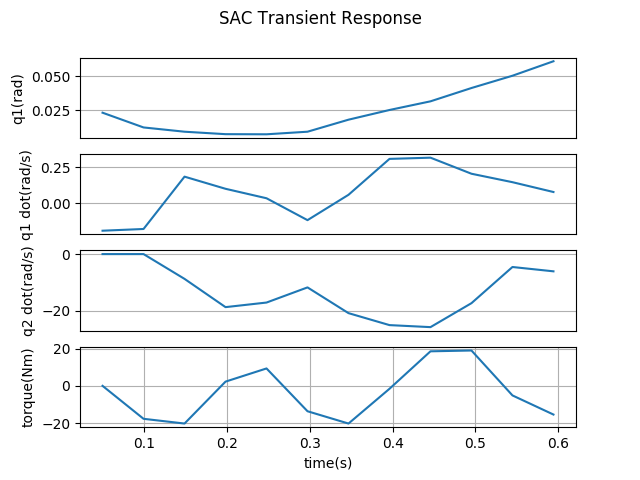 SAC Transient Response
q1(rad)
0.050
0.025
q1 dot(rad/s)
0.25
0.00
q2 dot(rad/s)
0
−20
torque(Nm)
20
0
−20
0.1 0.2 0.3 0.4 0.5 0.6
time(s)